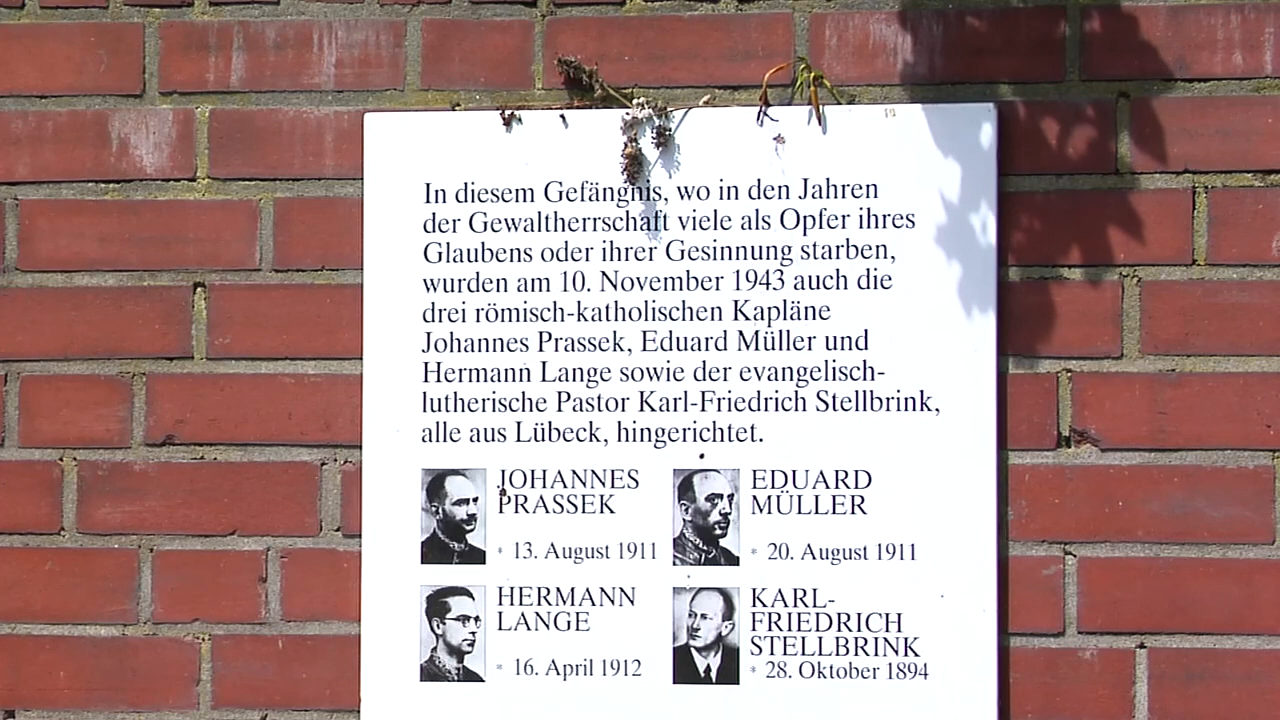 In diesem Gefängnis, wo in den Jahren
der Gewaltherrschaft viele als Opfer ihres
Glaubens oder ihrer Gesinnung starben,
wurden am 10. November 1943 auch die
drei römisch-katholischen Kapläne
Johannes Prassek, Eduard Müller und
Hermann Lange sowie der evangelisch-
lutherische Pastor Karl-Friedrich Stellbrink,
alle aus Lübeck, hingerichtet.
JOHANNES
PRASSEK
* 13. August 1911
EDUARD
MÜLLER
* 20. August 1911
HERMANN
LANGE
* 16. April 1912
KARL-
FRIEDRICH
STELLBRINK
* 28. Oktober 1894